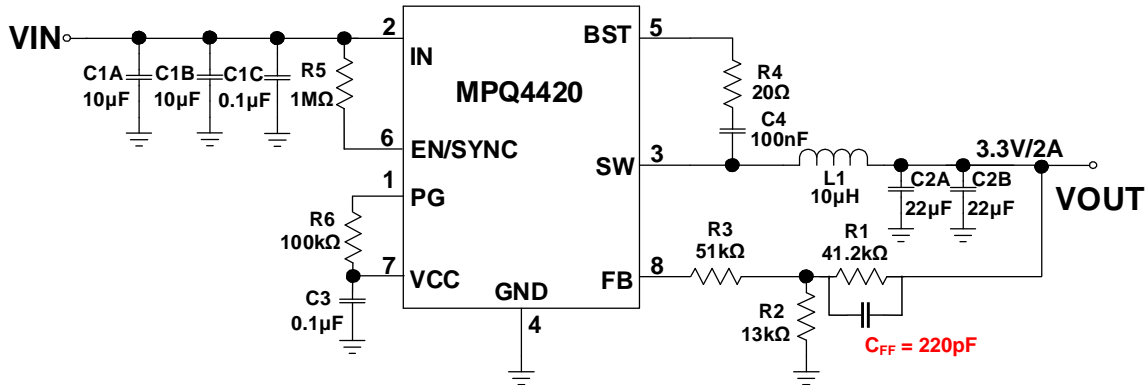 VIN
C1A
10µF
C1B
10µF
C1C
0.1µF
R5
1MΩ
2
IN
MPQ4420
BST
5
R4
20Ω
C4
100nF
6
EN/SYNC
SW
3
L1
10µH
3.3V/2A
C2A
22µF
C2B
22µF
VOUT
1
PG
R6
100kΩ
7
VCC
C3
0.1µF
GND
4
FB
8
R3
51kΩ
R1
41.2kΩ
R2
13kΩ
CFF = 220pF